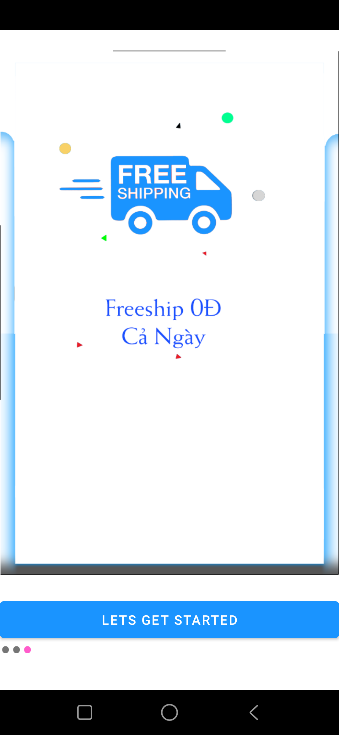 FREE
SHIPPING
Freeship 0Đ
Cả Ngày
LETS GET STARTED